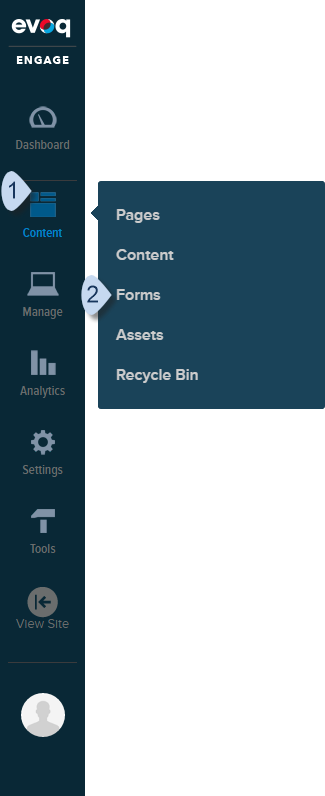 evoq
ENGAGE
Dashboard
1
Content
Pages
Content
2
Forms
Assets
Recycle Bin
Manage
Analytics
Settings
Tools
View Site